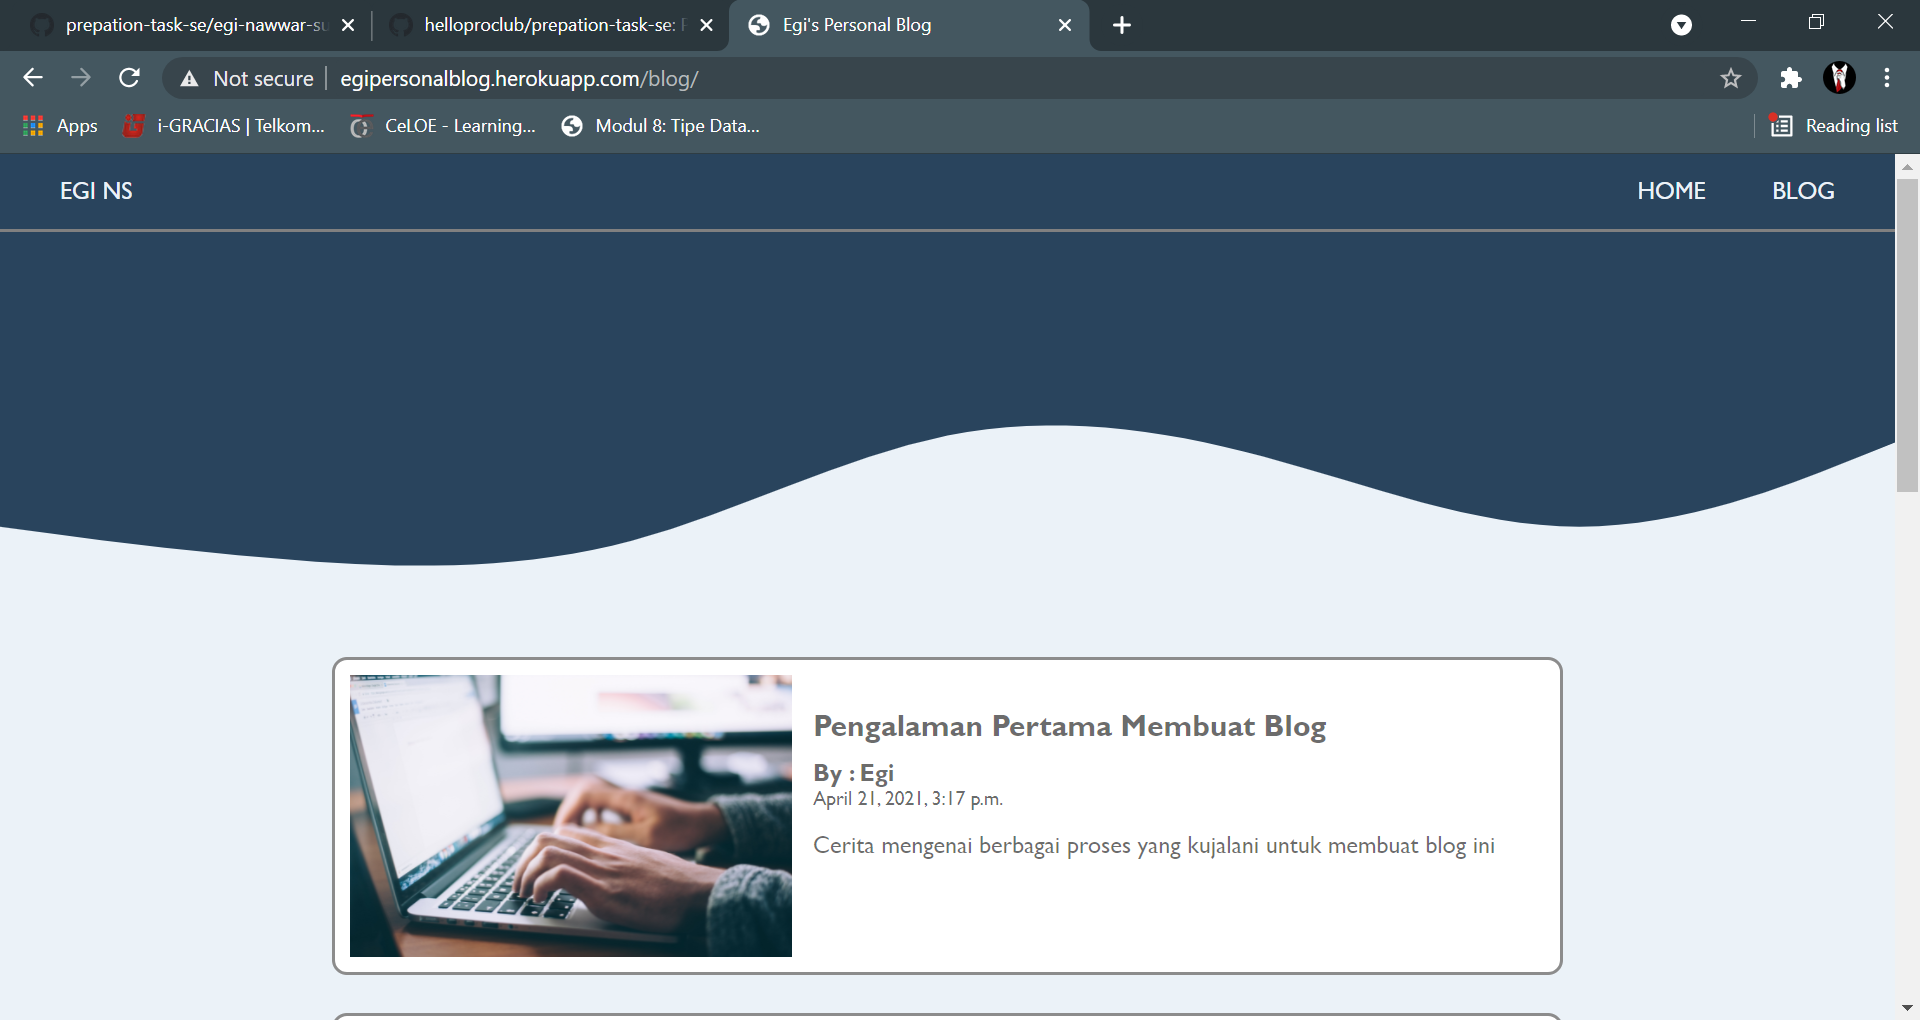 prepation-task-se/egi-nawwar-su
helloproclub/prepation-task-se:
Egi's Personal Blog
Not secure
egipersonalblog.herokuapp.com/blog/
Apps
i-GRACIAS | Telkom...
CeLOE - Learning...
Modul 8: Tipe Data...
Reading list
EGI NS
HOME
BLOG
Pengalaman Pertama Membuat Blog
By : Egi
April 21, 2021, 3:17 p.m.
Cerita mengenai berbagai proses yang kujalani untuk membuat blog ini